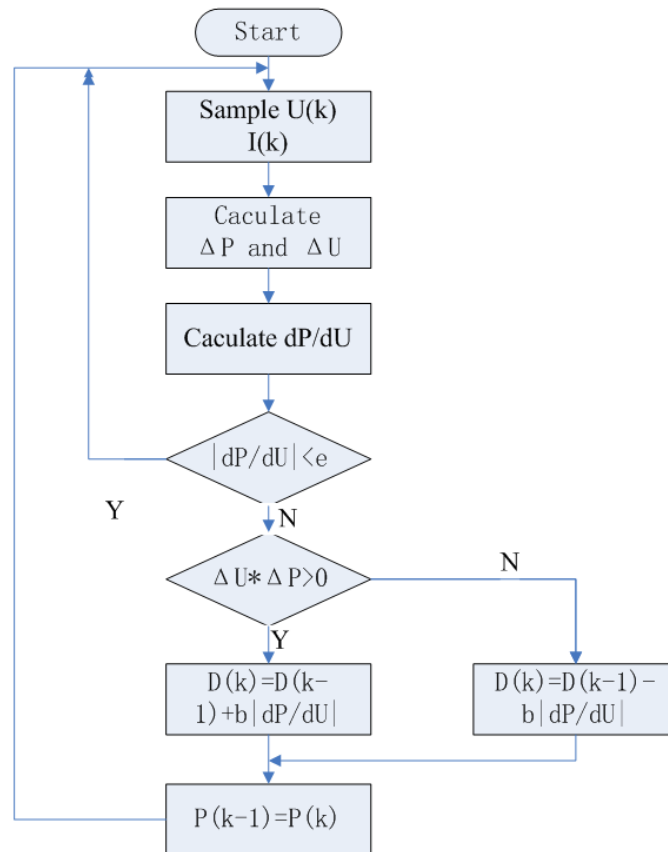 Start
Sample U(k)
I(k)
Caculate
ΔP and ΔU
Caculate dP/dU
|dP/dU|<e
Y
N
ΔU*ΔP>0
N
Y
D(k)=D(k-
1)+b|dP/dU|
D(k)=D(k-1)-
b|dP/dU|
P(k-1)=P(k)